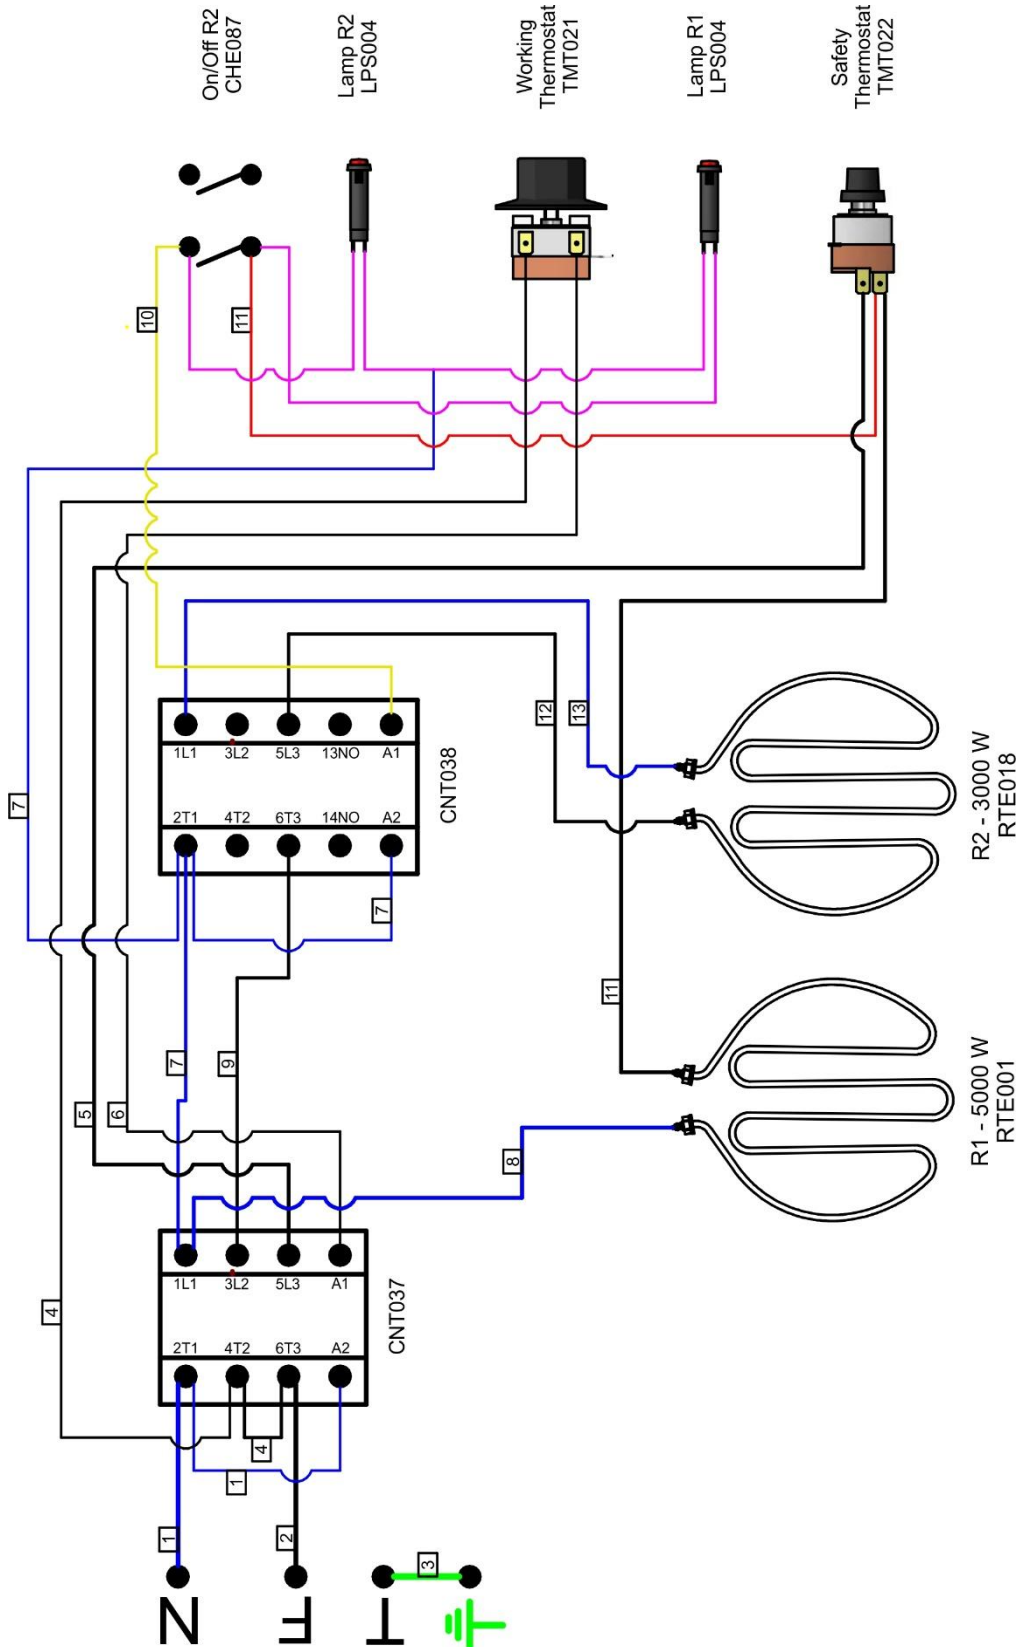 On/Off R2
CHE087
Lamp R2
LPS004
Working
Thermostat
TMT021
Lamp R1
LPS004
Safety
Thermostat
TMT022
10
11
7
12
13
1L1 3L2 5L3 13NO A1
2T1 4T2 6T3 14NO A2
CNT038
7
R2 - 3000 W
RTE018
11
7
9
5
6
8
R1 - 5000 W
RTE001
1L1 3L2 5L3 A1
2T1 4T2 6T3 A2
CNT037
4
4
1
1
2
3
N
F
T